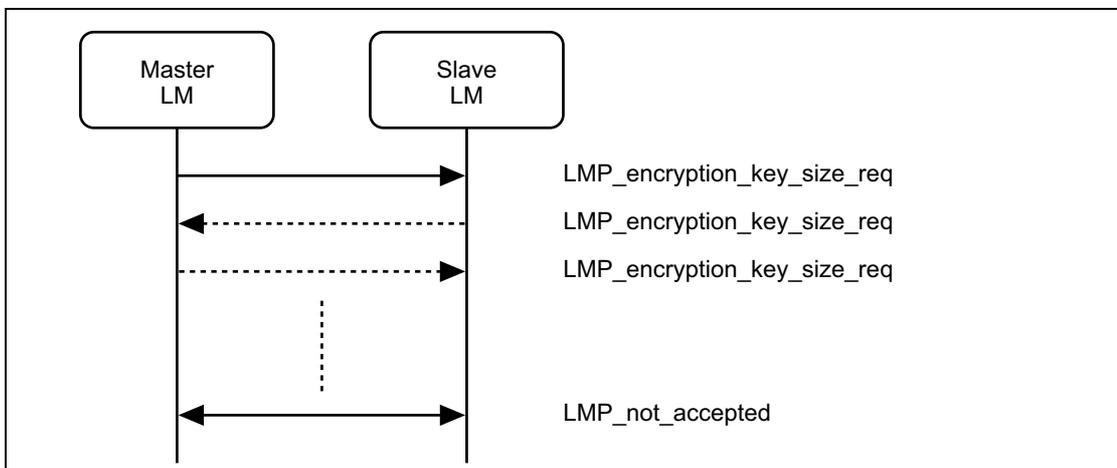 Master
LM
Slave
LM
LMP_encryption_key_size_req
LMP_encryption_key_size_req
LMP_encryption_key_size_req
LMP_not_accepted